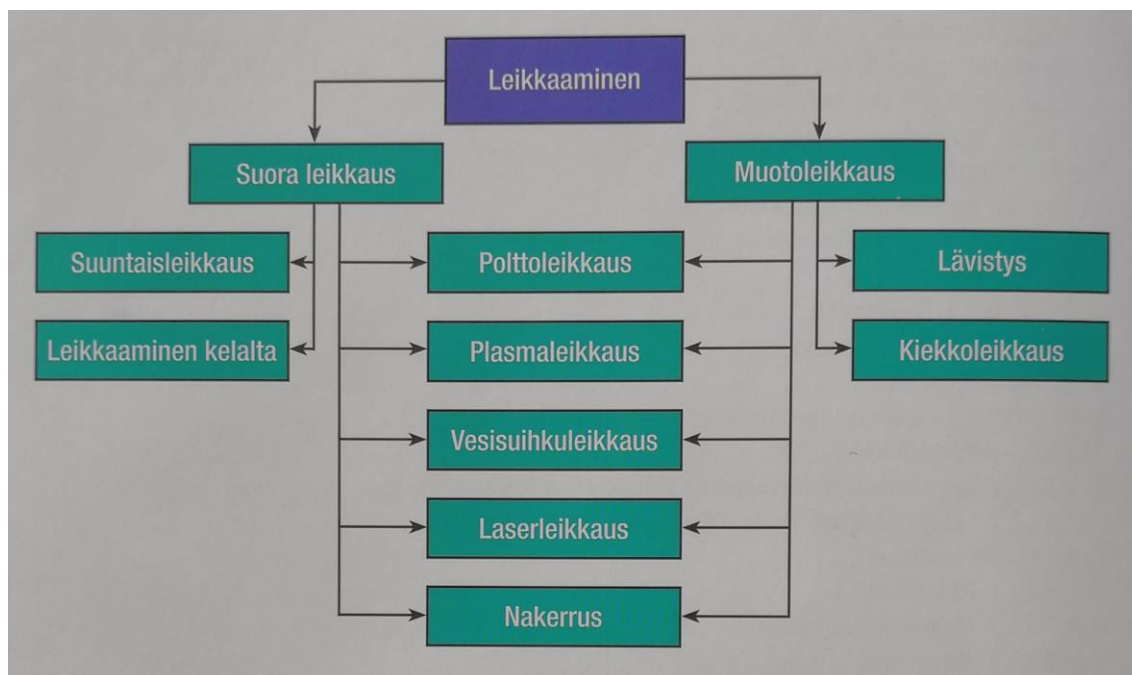 Leikkaaminen
Suora leikkaus
Muotoleikkaus
Suuntaisleikkaus
Polttoleikkaus
Lävistys
Leikkaaminen kelalta
Plasmaleikkaus
Kiekkoleikkaus
Vesisuihkuleikkaus
Laserleikkaus
Nakerrus